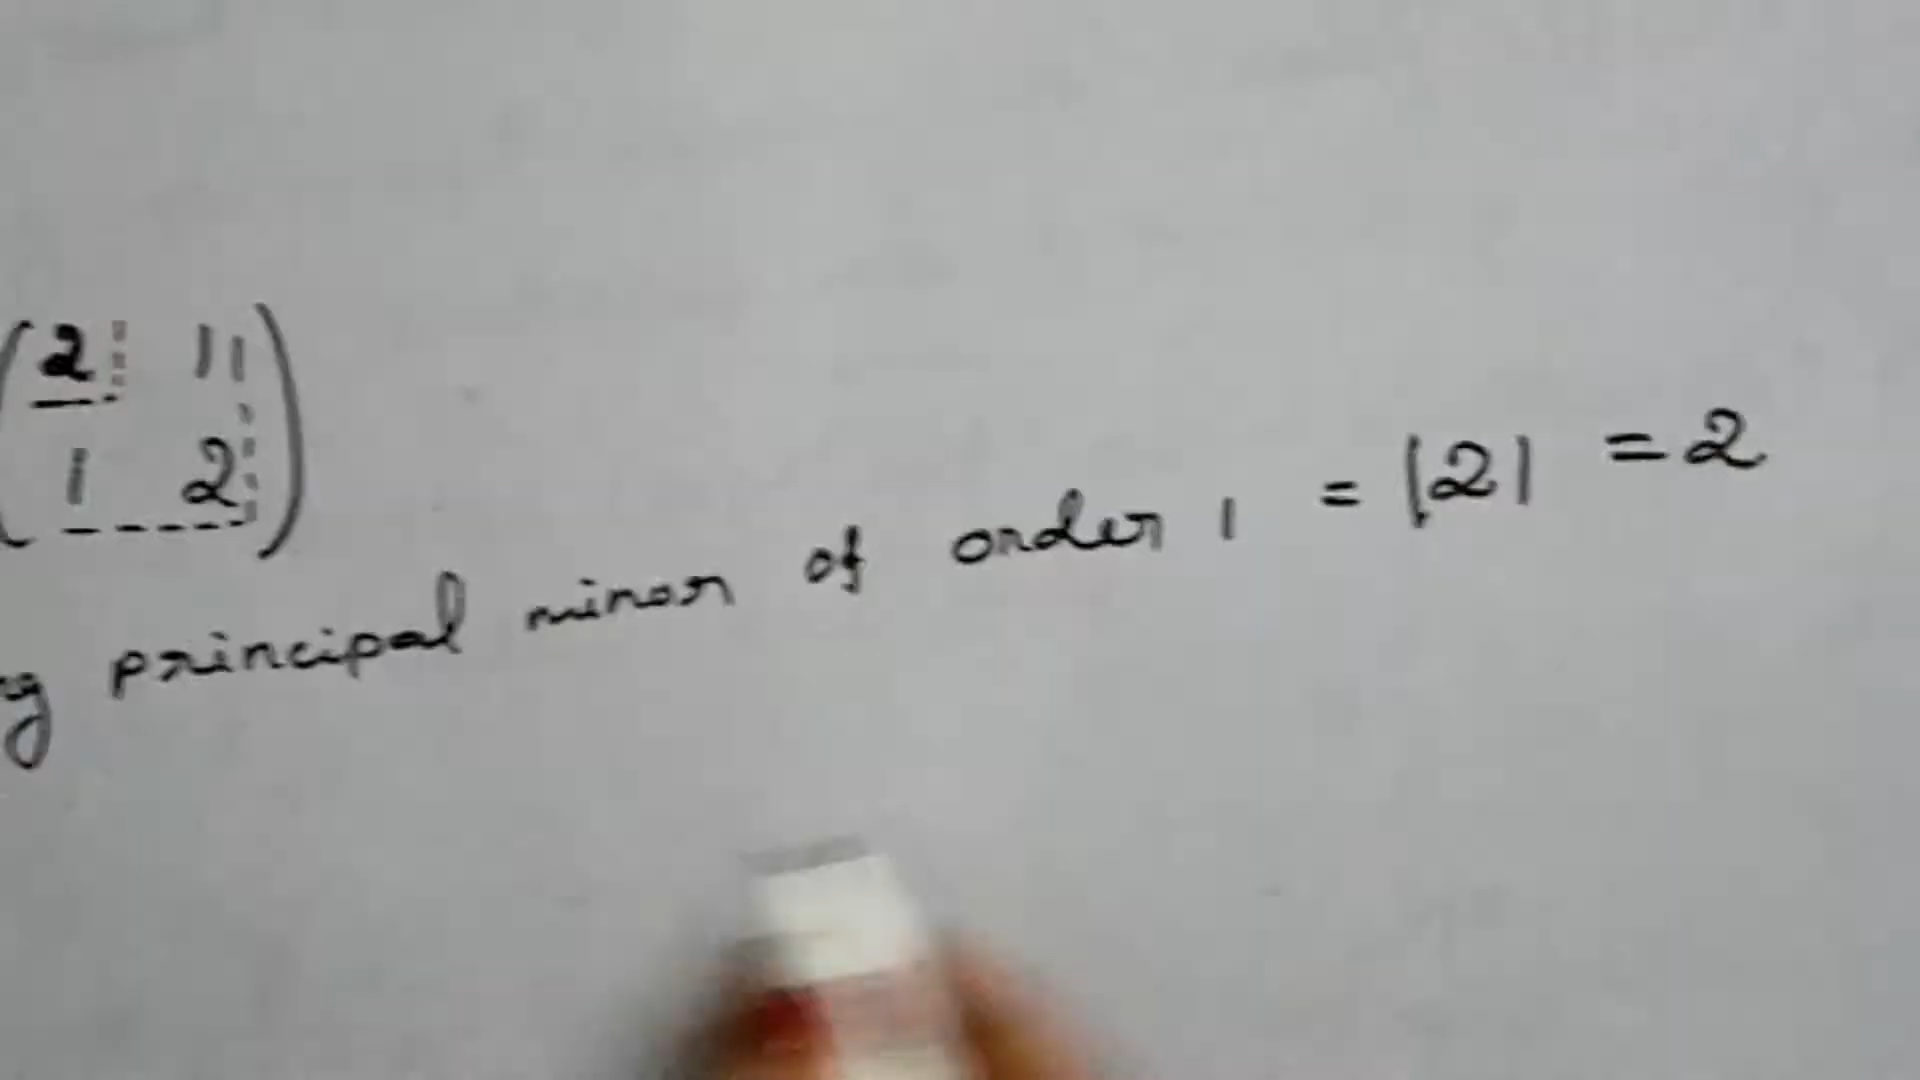 2 1
1 2
principal minor of order 1 = |2| = 2